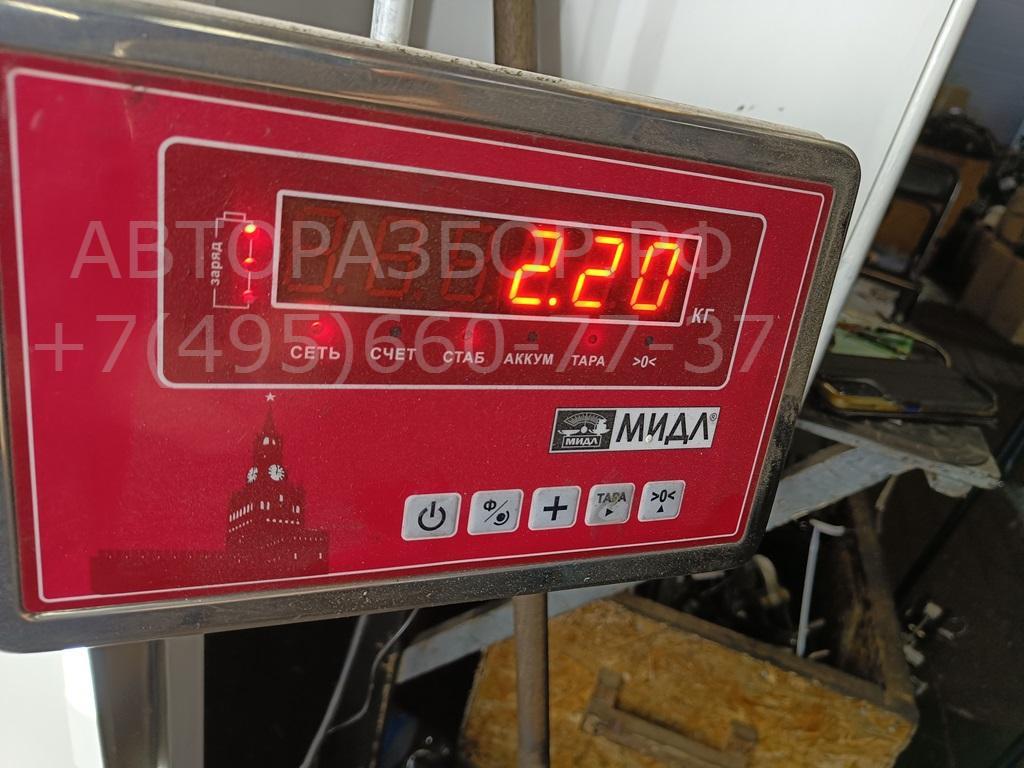 АВТОРАЗБОР.РФ
+7(495)660-77-37
заряд
2.20
КГ
СЕТЬ СЧЕТ СТАБ АККУМ ТАРА >0<
МИДЛ МИДЛ®
Ф/ + ТАРА >0<